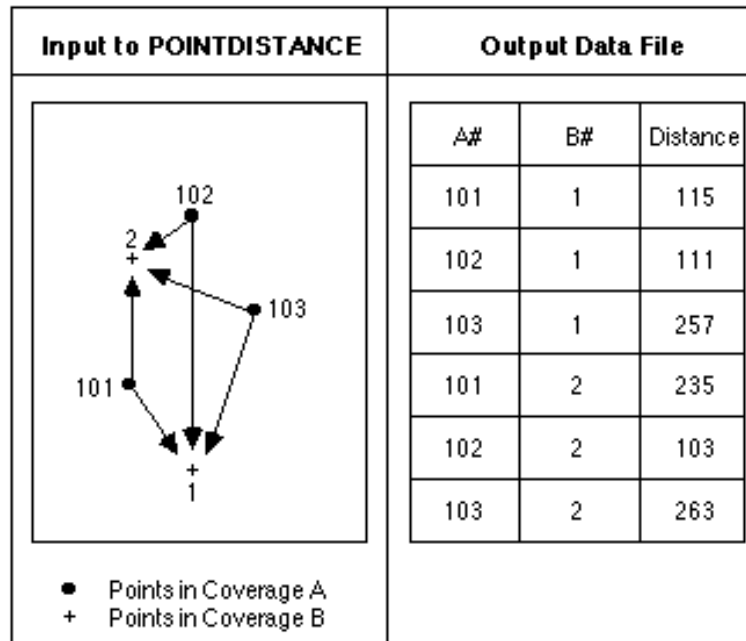 Input to POINTDISTANCE
Output Data File
102
2
+
103
101
+
1
● Points in Coverage A
+ Points in Coverage B
A# B# Distance
101 1 115
102 1 111
103 1 257
101 2 235
102 2 103
103 2 263